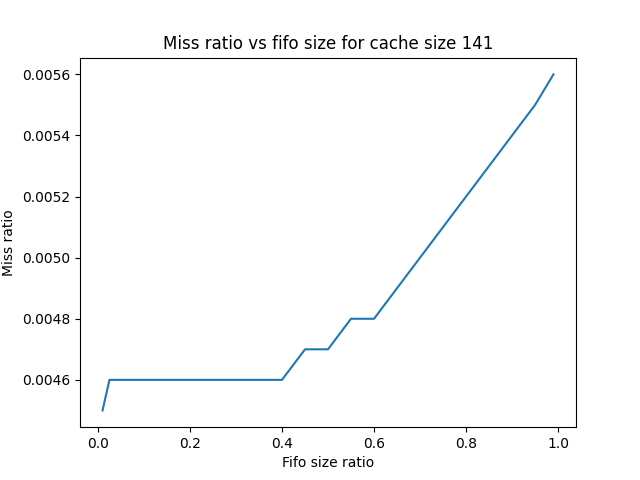 Miss ratio vs fifo size for cache size 141
0.0056
0.0054
0.0052
0.0050
0.0048
0.0046
Miss ratio
0.0 0.2 0.4 0.6 0.8 1.0
Fifo size ratio